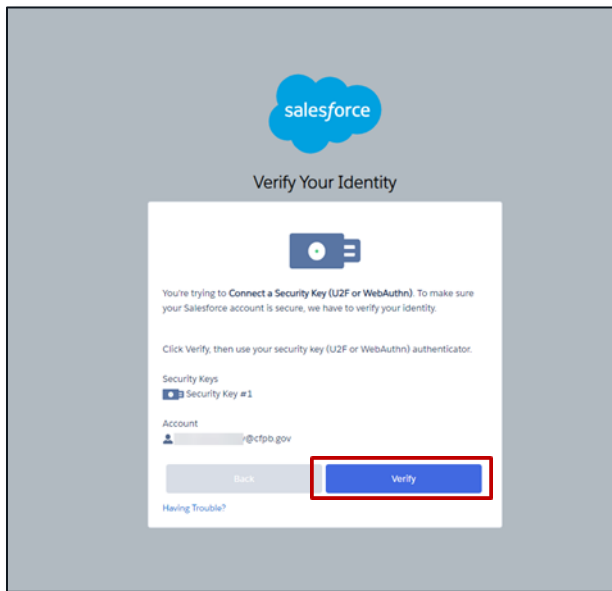 salesforce
Verify Your Identity
You're trying to Connect a Security Key (U2F or WebAuthn). To make sure
your Salesforce account is secure, we have to verify your identity.
Click Verify, then use your security key (U2F or WebAuthn) authenticator.
Security Keys
Security Key #1
Account
@cfpb.gov
Back Verify
Having Trouble?